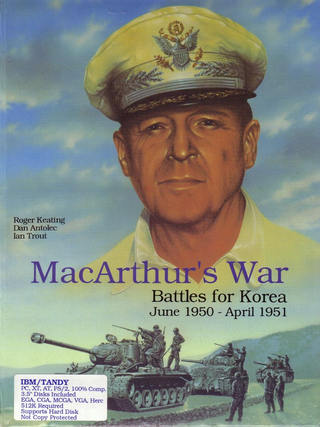 Roger Keating
Dan Antolec
Ian Trout
MacArthur's War
Battles for Korea
June 1950 - April 1951
IBM/TANDY
PC, XT, AT, PS/2, 100% Comp.
3.5" Disks Included
EGA, CGA, MCGA, VGA, Herc
512K Required
Supports Hard Disk
Not Copy Protected